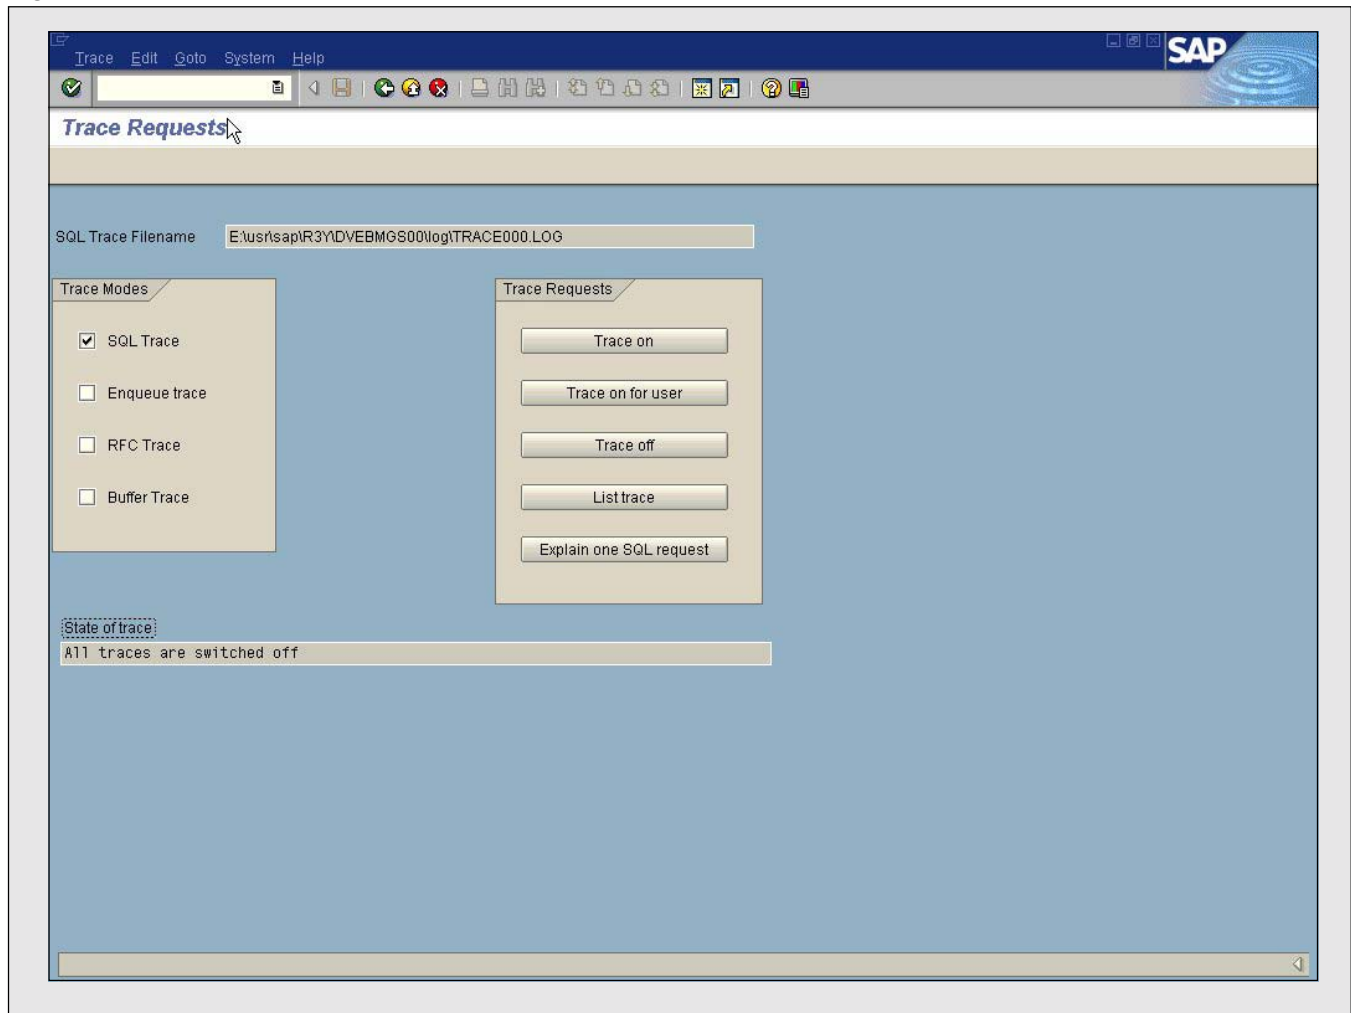 Trace Edit Goto System Help
SAP
Trace Requests
SQL Trace Filename E:\usr\sap\R3Y\DVEBMGS00\log\TRACE000.LOG
Trace Modes
SQL Trace
Enqueue trace
RFC Trace
Buffer Trace
Trace Requests
Trace on
Trace on for user
Trace off
List trace
Explain one SQL request
State of trace
All traces are switched off